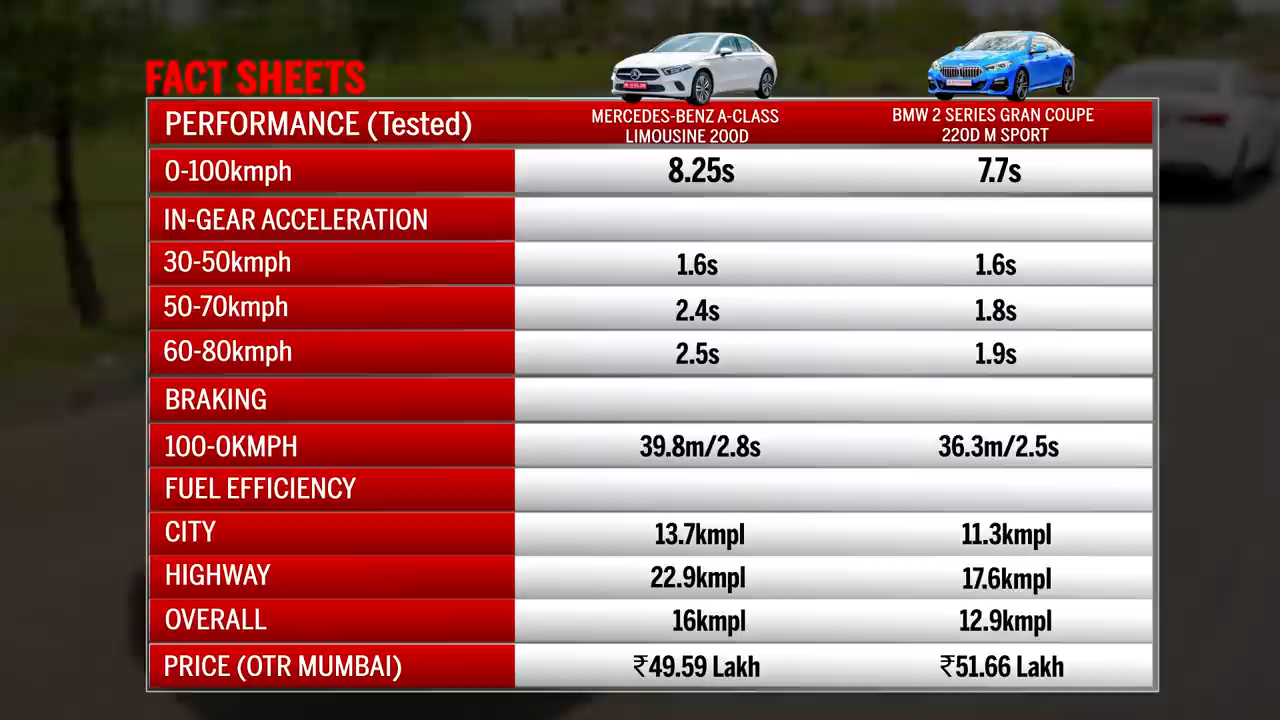 FACT SHEETS
PERFORMANCE (Tested) MERCEDES-BENZ A-CLASS LIMOUSINE 200D BMW 2 SERIES GRAN COUPE 220D M SPORT
0-100kmph 8.25s 7.7s
IN-GEAR ACCELERATION
30-50kmph 1.6s 1.6s
50-70kmph 2.4s 1.8s
60-80kmph 2.5s 1.9s
BRAKING
100-0KMPH 39.8m/2.8s 36.3m/2.5s
FUEL EFFICIENCY
CITY 13.7kmpl 11.3kmpl
HIGHWAY 22.9kmpl 17.6kmpl
OVERALL 16kmpl 12.9kmpl
PRICE (OTR MUMBAI) ₹49.59 Lakh ₹51.66 Lakh